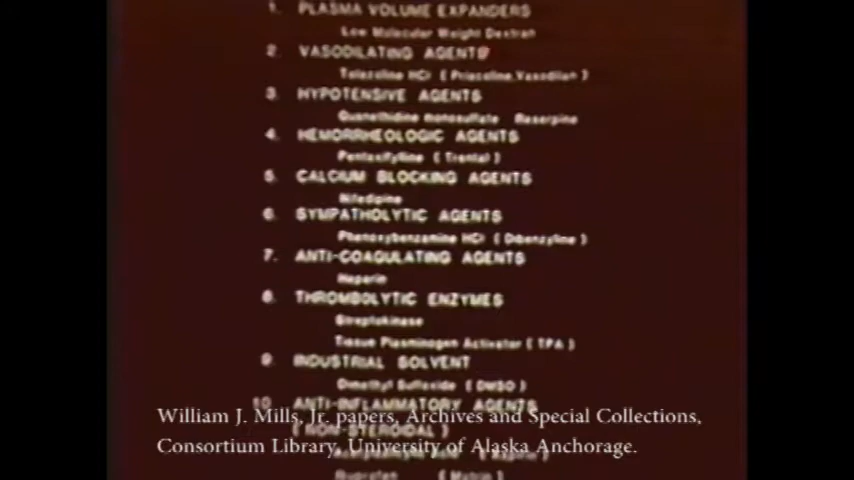 1. PLASMA VOLUME EXPANDERS
Low Molecular Weight Dextran
2. VASODILATING AGENTS
Tolazoline HCl ( Priscoline, Vasodilan )
3. HYPOTENSIVE AGENTS
Guanethidine monosulfate Reserpine
4. HEMORRHEOLOGIC AGENTS
Pentoxifylline ( Trental )
5. CALCIUM BLOCKING AGENTS
Nifedipine
6. SYMPATHOLYTIC AGENTS
Phenoxybenzamine HCl ( Dibenzyline )
7. ANTI-COAGULATING AGENTS
Heparin
8. THROMBOLYTIC ENZYMES
Streptokinase
Tissue Plasminogen Activator ( TPA )
9. INDUSTRIAL SOLVENT
Dimethyl Sulfoxide ( DMSO )
10. ANTI-INFLAMMATORY AGENTS
( NON-STEROIDAL )
Ibuprofen ( Motrin )
William J. Mills, Jr. papers, Archives and Special Collections,
Consortium Library, University of Alaska Anchorage.